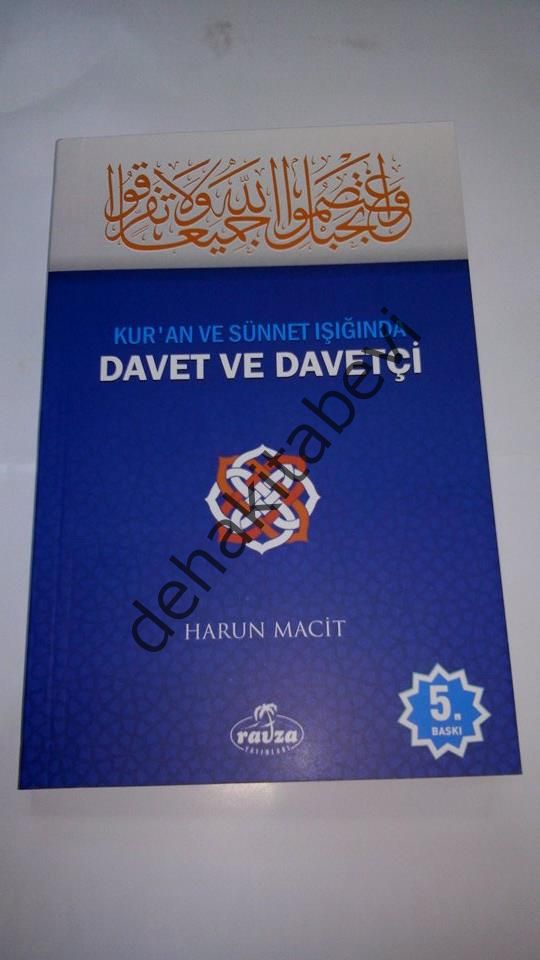 واعتصموا بحبل الله جميعا ولا تفرقوا
KUR'AN VE SÜNNET IŞIĞINDA
DAVET VE DAVETÇİ
dehakitabevi
HARUN MACİT
5.
BASKI
ravza
YAYINLARI